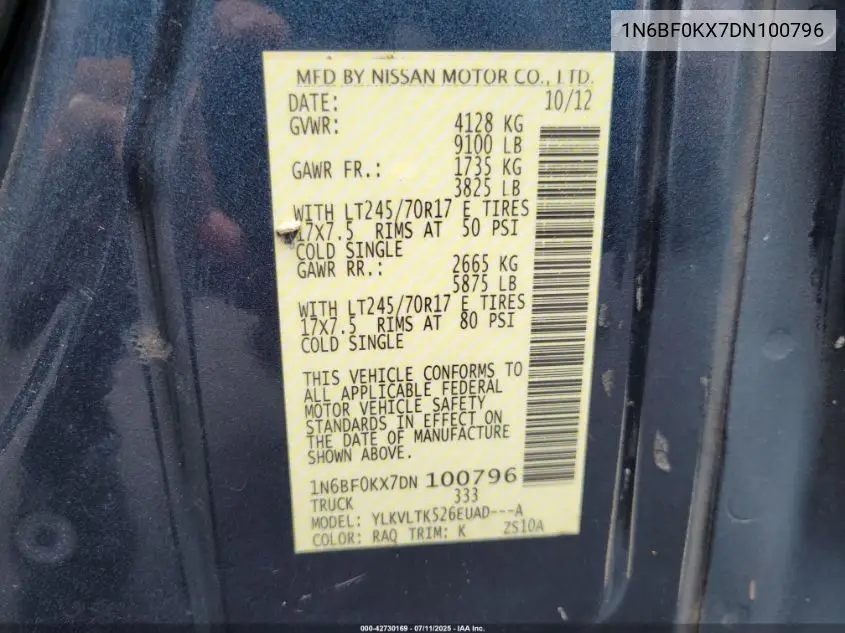 1N6BF0KX7DN100796
MFD BY NISSAN MOTOR CO., LTD.
DATE: 10/12
GVWR: 4128 KG
9100 LB
GAWR FR.: 1735 KG
3825 LB
WITH LT245/70R17 E TIRES
17X7.5 RIMS AT 50 PSI
COLD SINGLE
GAWR RR.: 2665 KG
5875 LB
WITH LT245/70R17 E TIRES
17X7.5 RIMS AT 80 PSI
COLD SINGLE
THIS VEHICLE CONFORMS TO
ALL APPLICABLE FEDERAL
MOTOR VEHICLE SAFETY
STANDARDS IN EFFECT ON
THE DATE OF MANUFACTURE
SHOWN ABOVE.
1N6BF0KX7DN 100796
TRUCK 333
MODEL: YLKVLTK526EUAD---A
COLOR: RAQ TRIM: K ZS10A
000-42730169 - 07/11/2025 - IAA Inc.